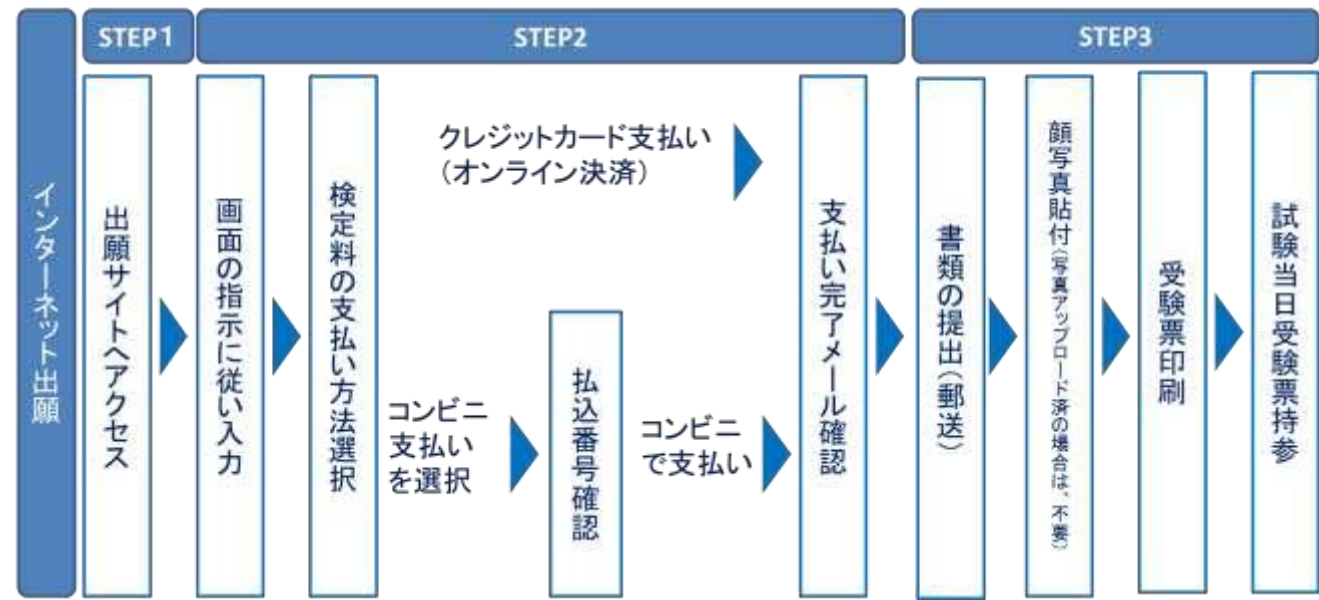 インターネット出願
STEP1
STEP2
STEP3
出願サイトへアクセス
画面の指示に従い入力
検定料の支払い方法選択
クレジットカード支払い
(オンライン決済)
コンビニ
支払い
を選択
払込番号確認
コンビニ
で支払い
支払い完了メール確認
書類の提出(郵送)
顔写真貼付(写真アップロード済の場合は、不要)
受験票印刷
試験当日受験票持参